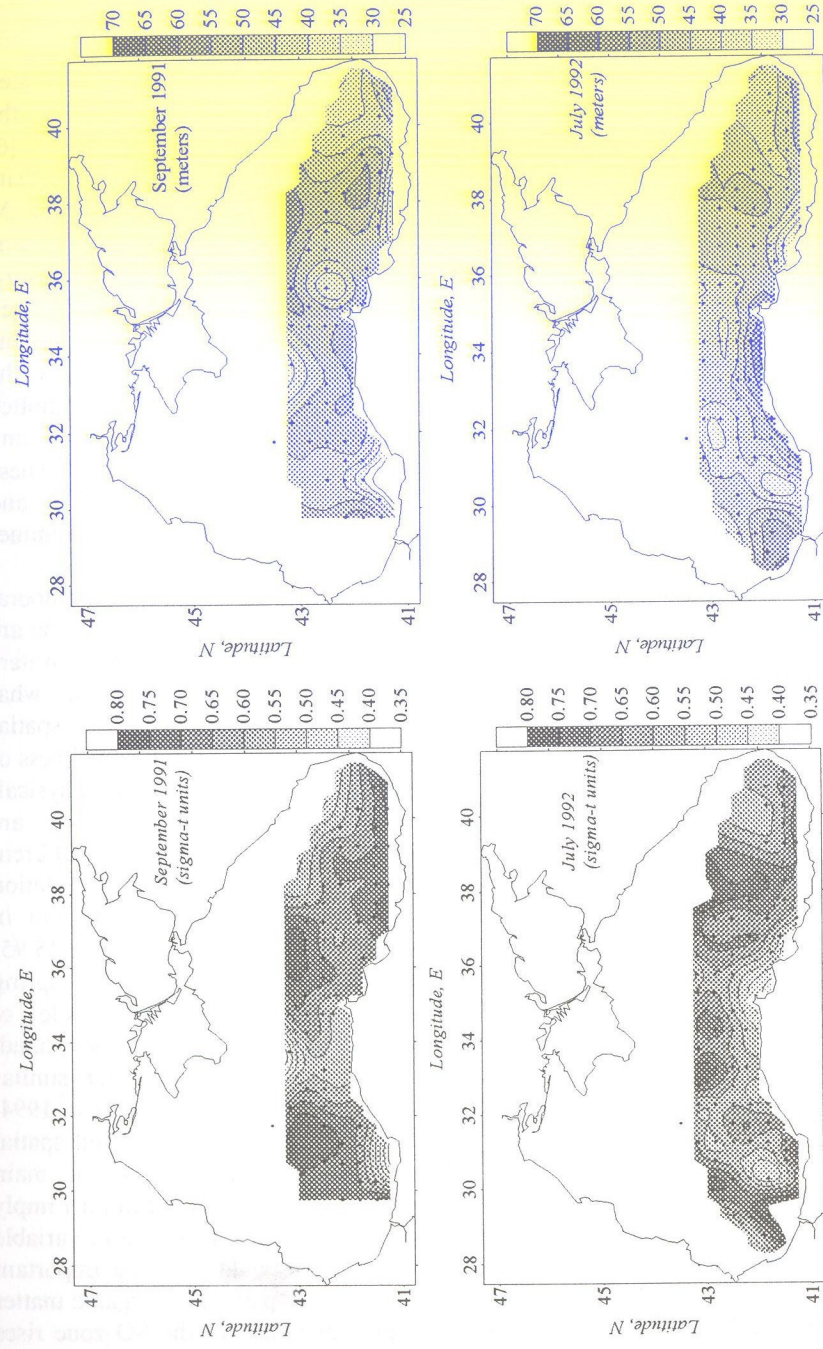 Longitude, E
28 30 32 34 36 38 40
September 1991
(sigma-t units)
47
45
43
41
Latitude, N
0.80
0.75
0.70
0.65
0.60
0.55
0.50
0.45
0.40
0.35
Longitude, E
28 30 32 34 36 38 40
September 1991
(meters)
47
45
43
41
Latitude, N
70
65
60
55
50
45
40
35
30
25
Longitude, E
28 30 32 34 36 38 40
July 1992
(sigma-t units)
47
45
43
41
Latitude, N
0.80
0.75
0.70
0.65
0.60
0.55
0.50
0.45
0.40
0.35
Longitude, E
28 30 32 34 36 38 40
July 1992
(meters)
47
45
43
41
Latitude, N
70
65
60
55
50
45
40
35
30
25